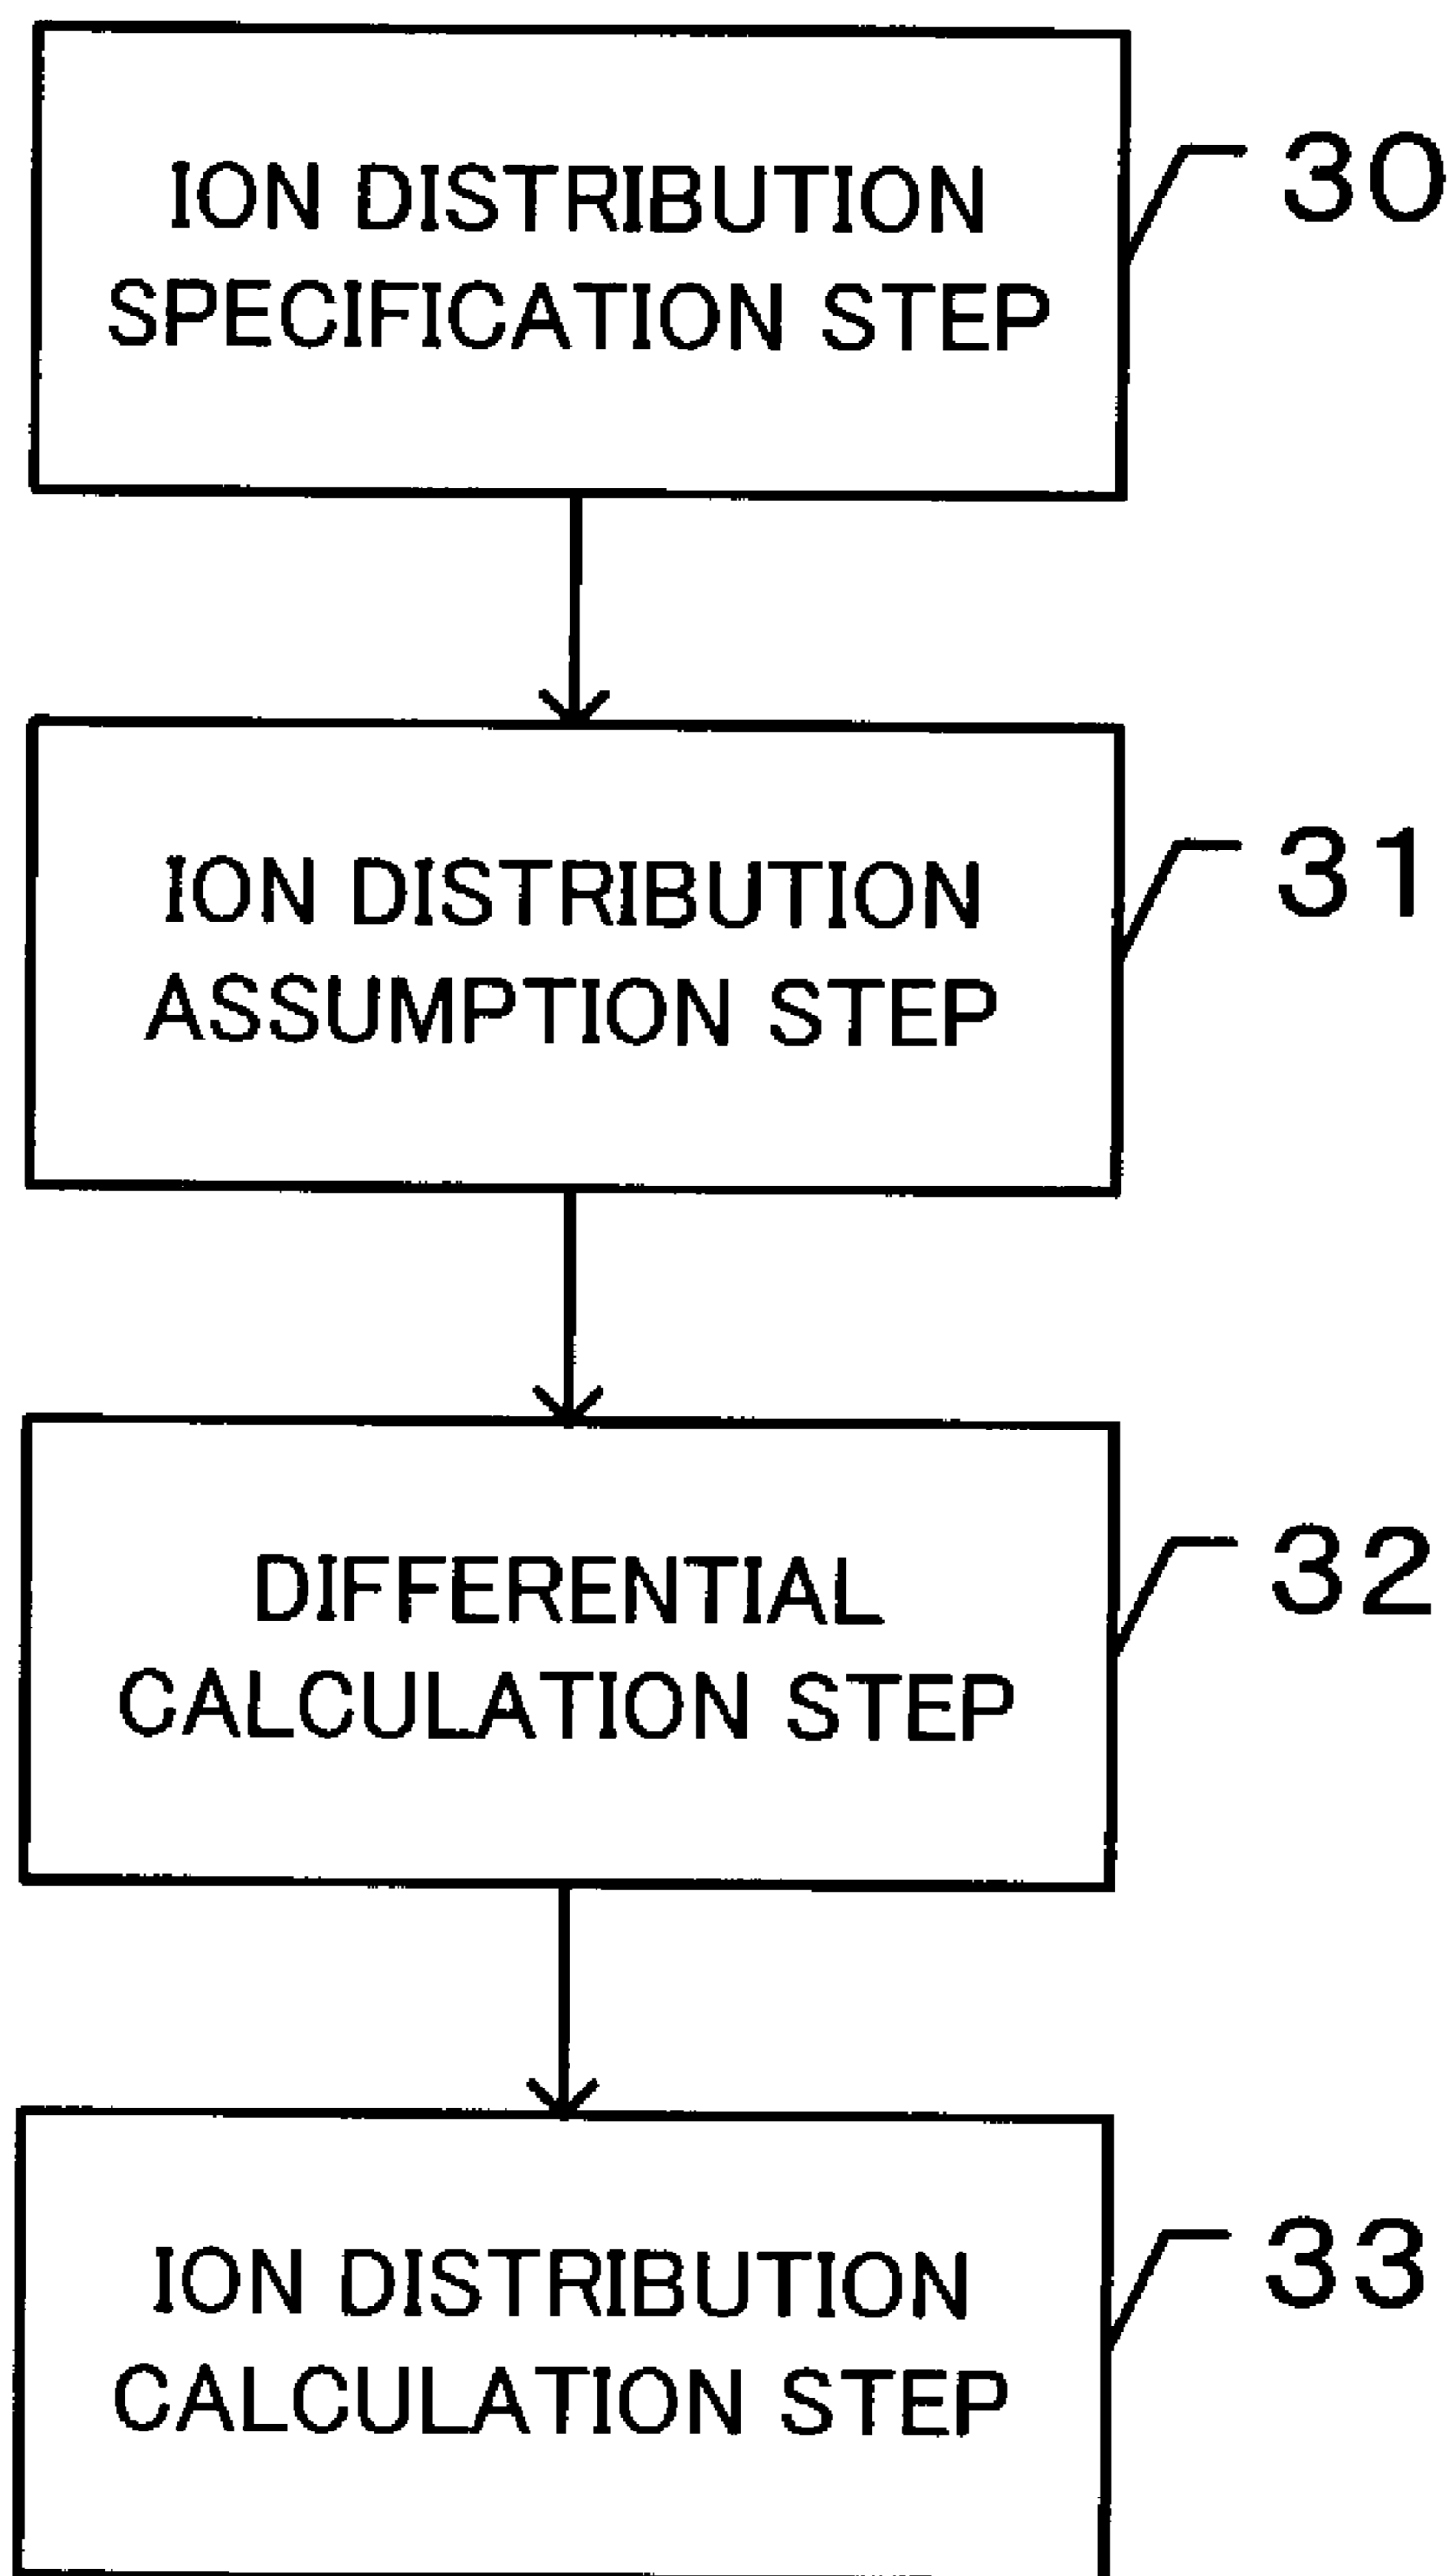 ION DISTRIBUTION
SPECIFICATION STEP
30
ION DISTRIBUTION
ASSUMPTION STEP
31
DIFFERENTIAL
CALCULATION STEP
32
ION DISTRIBUTION
CALCULATION STEP
33